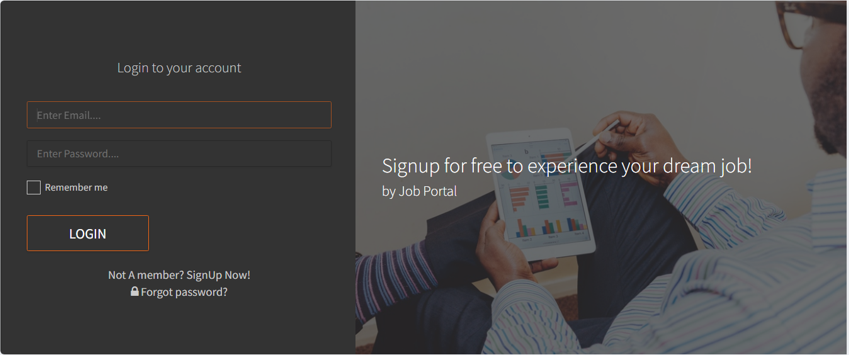 Login to your account
Enter Email....
Enter Password....
Remember me
LOGIN
Not A member? SignUp Now!
Forgot password?
Signup for free to experience your dream job!
by Job Portal